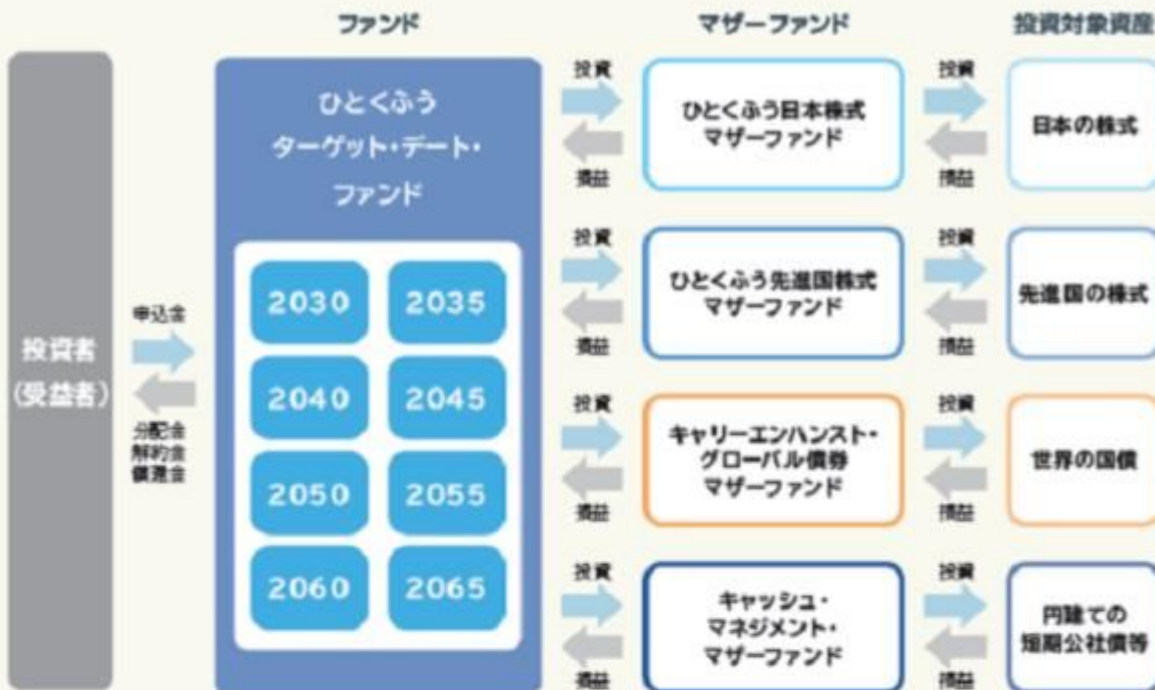 ファンド
マザーファンド
投資対象資産
投資者
(受益者)
申込金
分配金
解約金
償還金
ひとくふう
ターゲット・デート・
ファンド
2030
2035
2040
2045
2050
2055
2060
2065
投資
損益
ひとくふう日本株式
マザーファンド
投資
損益
日本の株式
投資
損益
ひとくふう先進国株式
マザーファンド
投資
損益
先進国の株式
投資
損益
キャリーエンハンスト・
グローバル債券
マザーファンド
投資
損益
世界の国債
投資
損益
キャッシュ・
マネジメント・
マザーファンド
投資
損益
円建ての
短期公社債等